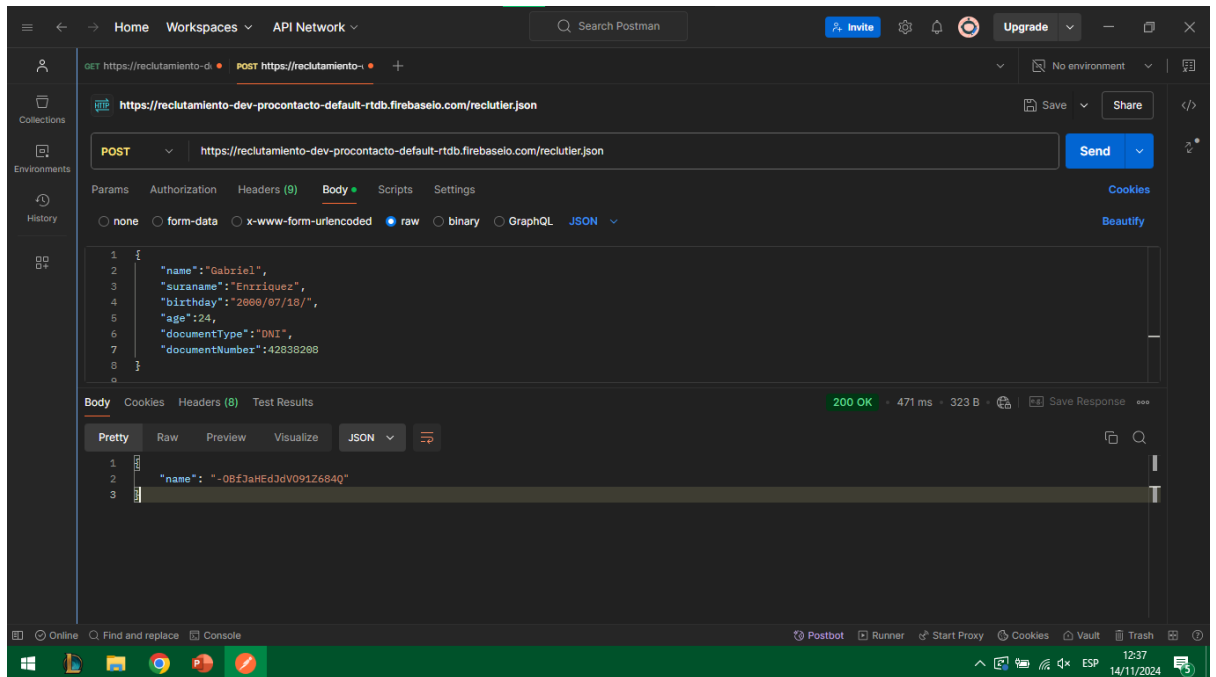 Home Workspaces API Network Search Postman Invite Upgrade
GET https://reclutamiento-d POST https://reclutamiento- No environment
HTTP https://reclutamiento-dev-procontacto-default-rtdb.firebaseio.com/reclutier.json Save Share
Collections
POST https://reclutamiento-dev-procontacto-default-rtdb.firebaseio.com/reclutier.json Send
Environments
Params Authorization Headers (9) Body Scripts Settings Cookies
History
none form-data x-www-form-urlencoded raw binary GraphQL JSON Beautify
1 {
2 "name":"Gabriel",
3 "suraname":"Enrriquez",
4 "birthday":"2000/07/18/",
5 "age":24,
6 "documentType":"DNI",
7 "documentNumber":42838208
8 }
9
Body Cookies Headers (8) Test Results 200 OK 471 ms 323 B Save Response
Pretty Raw Preview Visualize JSON
1 {
2 "name": "-OBfJaHEdJdVO91Z684Q"
3 }
Online Find and replace Console Postbot Runner Start Proxy Cookies Vault Trash
ESP 12:37
14/11/2024 5